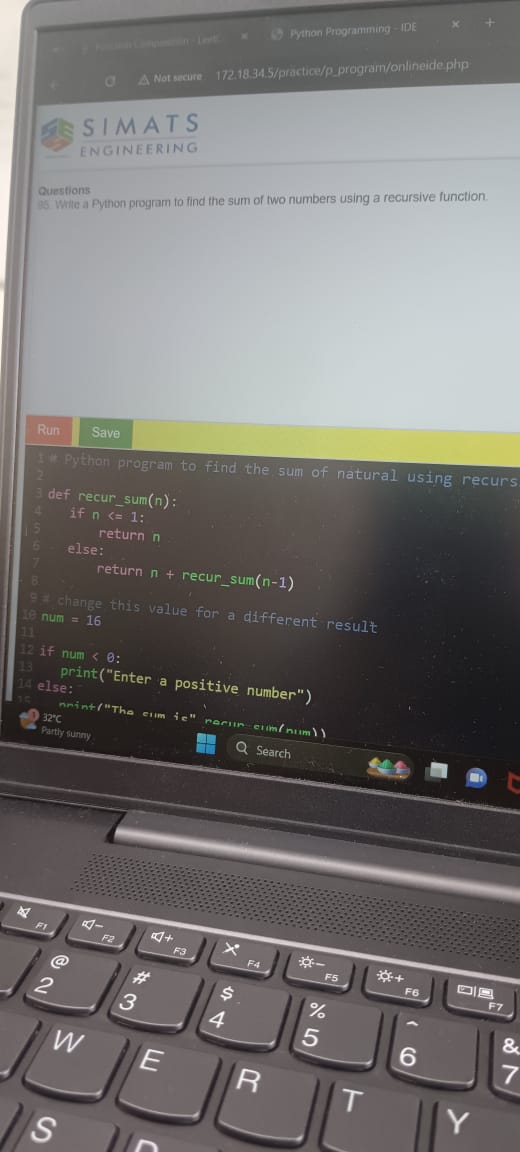 Python Programming - IDE
Not secure 172.18.34.5/practice/p_program/onlineide.php
SIMATS
ENGINEERING
Questions
95. Write a Python program to find the sum of two numbers using a recursive function.
Run Save
1 # Python program to find the sum of natural using recurs
2
3 def recur_sum(n):
4 if n <= 1:
5 return n
6 else:
7 return n + recur_sum(n-1)
8
9 # change this value for a different result
10 num = 16
11
12 if num < 0:
13 print("Enter a positive number")
14 else:
15 print("The sum is" recur_sum(num))
1
32°C
Partly sunny
Search
F1 F2 F3 F4 F5 F6 F7
@ # $ % ^ &
2 3 4 5 6 7
W E R T Y
S D